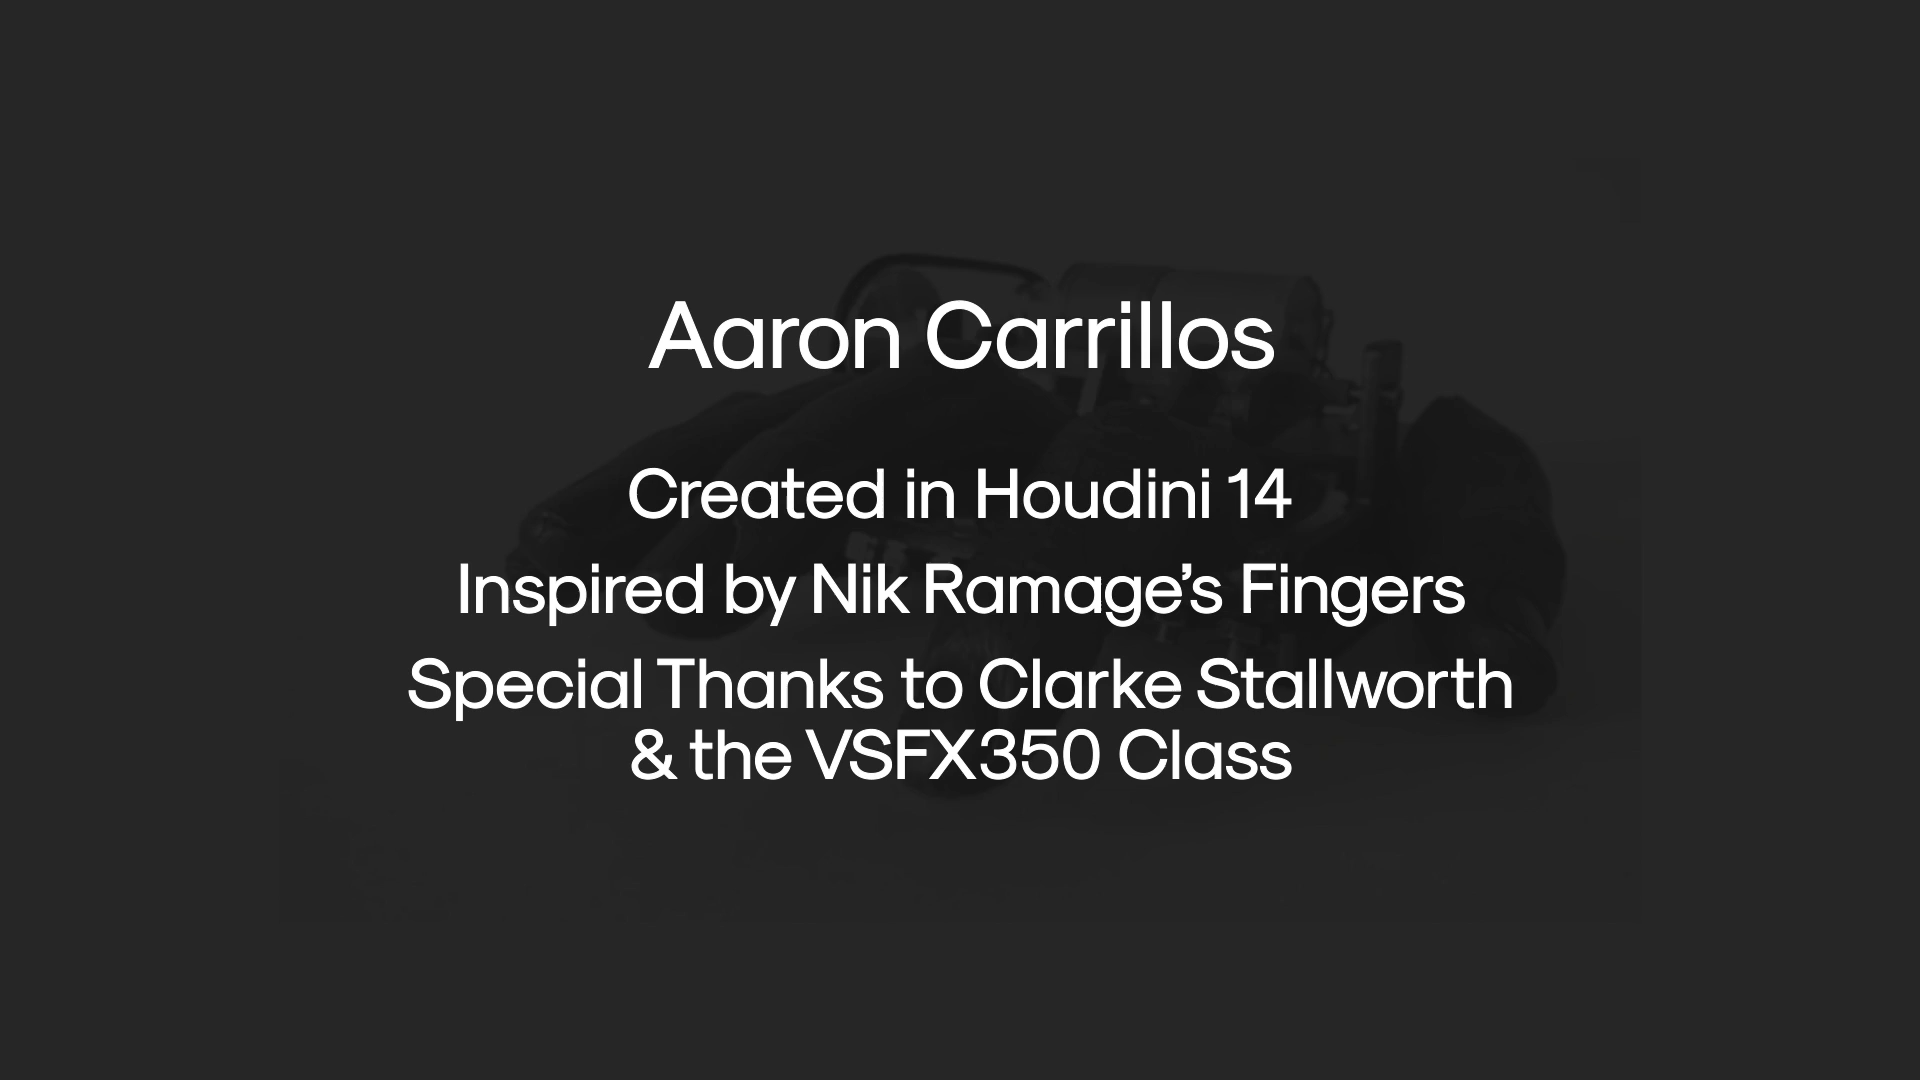 Aaron Carrillos
Created in Houdini 14
Inspired by Nik Ramage’s Fingers
Special Thanks to Clarke Stallworth
& the VSFX350 Class